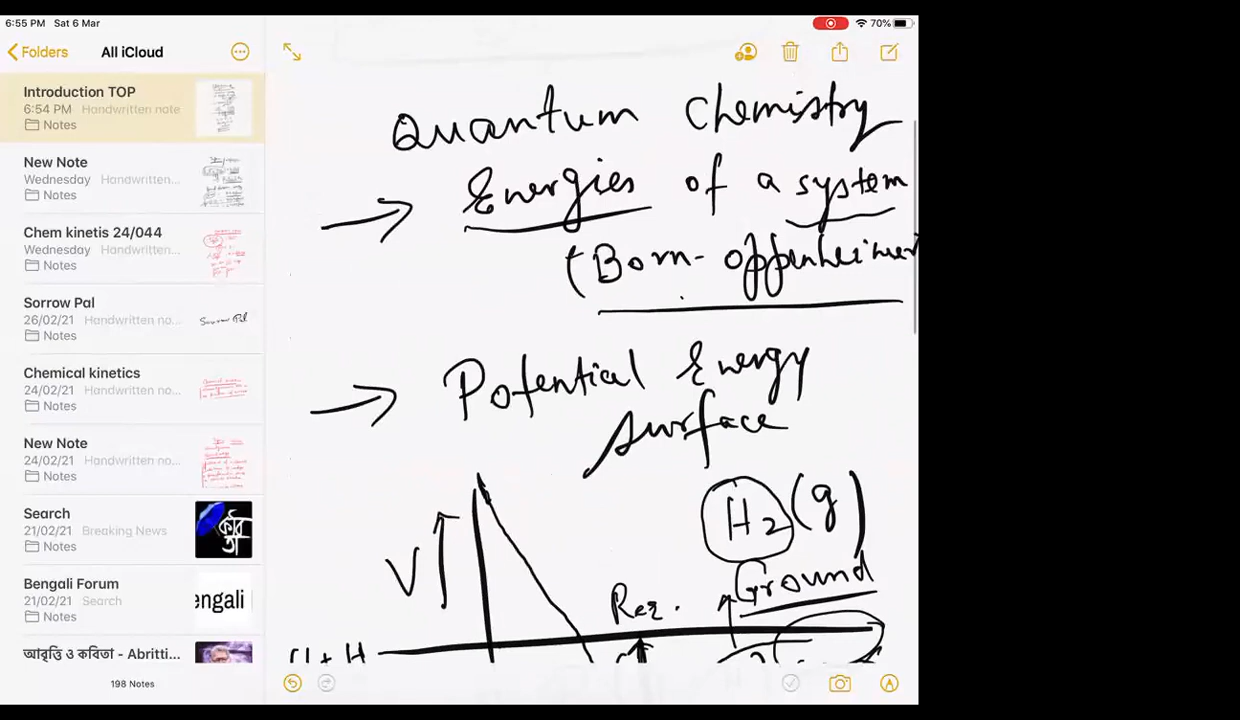 6:55 PM Sat 6 Mar
70%
Folders
All iCloud
Introduction TOP
6:54 PM Handwritten note
Notes
New Note
Wednesday Handwritten...
Notes
Chem kinetis 24/044
Wednesday Handwritten...
Notes
Sorrow Pal
26/02/21 Handwritten no...
Notes
Chemical kinetics
24/02/21 Handwritten no...
Notes
New Note
24/02/21 Handwritten no...
Notes
Search
21/02/21 Breaking News
Notes
Bengali Forum
21/02/21 Search
Notes
engali
আবৃত্তি ও কবিতা - Abritti...
198 Notes
Quantum Chemistry
→ Energies of a system
(Born-oppenheimer
→ Potential Energy
surface
V
H2 (g)
Ground
Req.
H + H